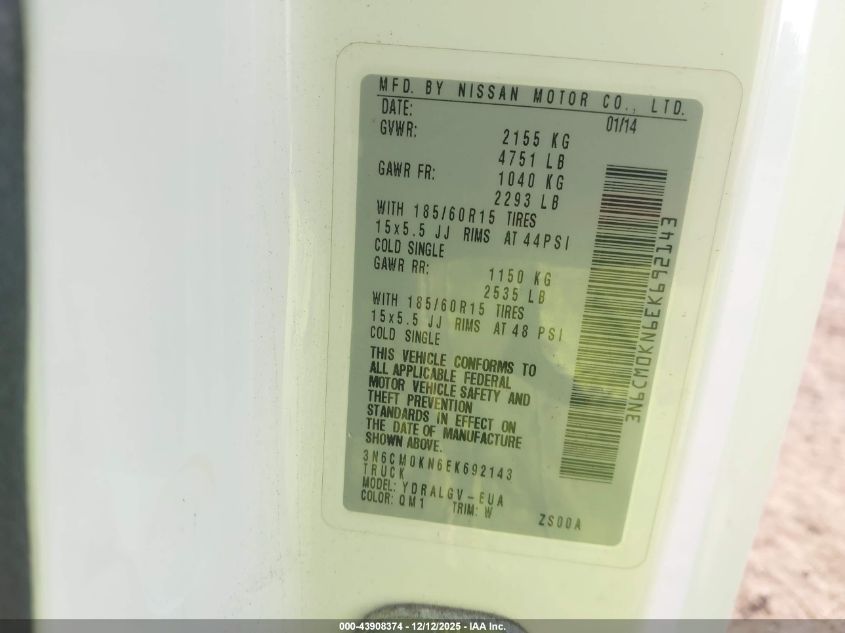 MFD. BY NISSAN MOTOR CO., LTD.
DATE: 01/14
GVWR: 2155 KG
4751 LB
GAWR FR: 1040 KG
2293 LB
WITH 185/60R15 TIRES
15x5.5 JJ RIMS AT 44PSI
COLD SINGLE
GAWR RR: 1150 KG
2535 LB
WITH 185/60R15 TIRES
15x5.5 JJ RIMS AT 48 PSI
COLD SINGLE
THIS VEHICLE CONFORMS TO
ALL APPLICABLE FEDERAL
MOTOR VEHICLE SAFETY AND
THEFT PREVENTION
STANDARDS IN EFFECT ON
THE DATE OF MANUFACTURE
SHOWN ABOVE.
3N6CM0KN6EK692143
TRUCK
MODEL: YDRALGV-EUA
COLOR: QM1 TRIM: W ZS00A
3N6CM0KN6EK692143
000-43908374 - 12/12/2025 - IAA Inc.